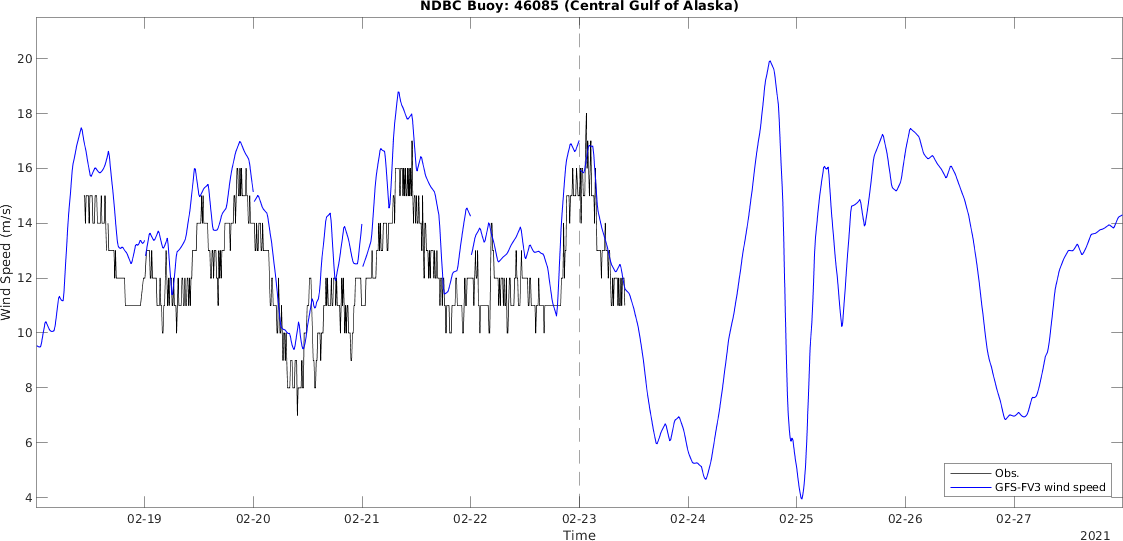 NDBC Buoy: 46085 (Central Gulf of Alaska)
20
18
16
14
12
10
8
6
4
Wind Speed (m/s)
Obs.
GFS-FV3 wind speed
02-19 02-20 02-21 02-22 02-23 02-24 02-25 02-26 02-27
Time
2021